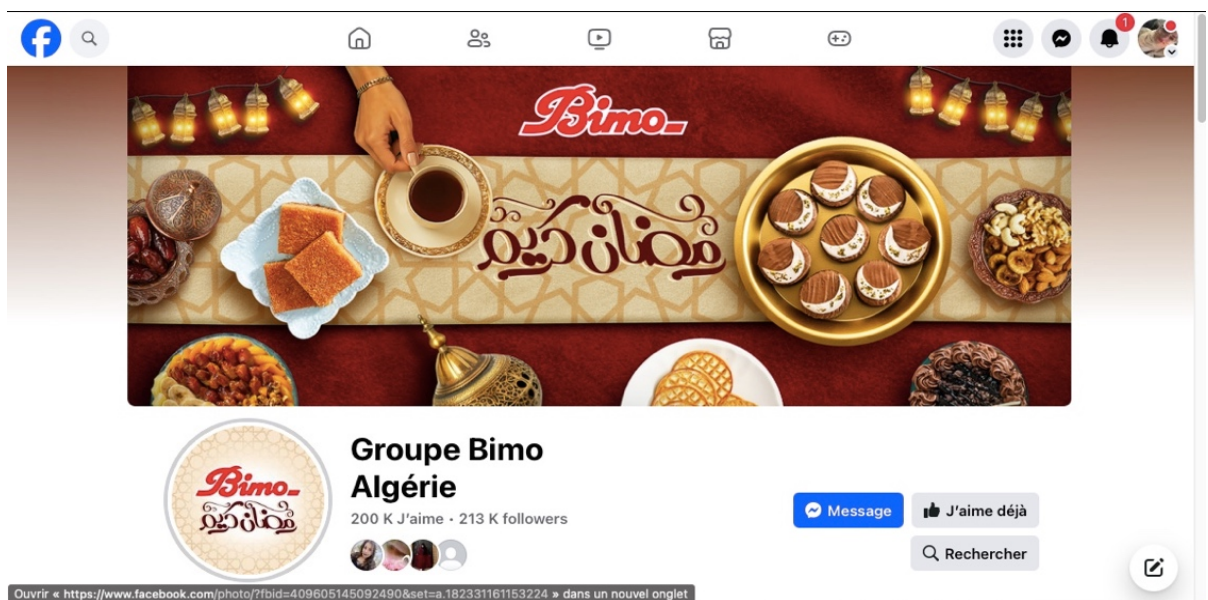 1
Bimo
رمضان كريم
Bimo
رمضان كريم
Groupe Bimo
Algérie
200 K J'aime · 213 K followers
Message
J'aime déjà
Rechercher
Ouvrir « https://www.facebook.com/photo/?fbid=409605145092490&set=a.182331161153224 » dans un nouvel onglet